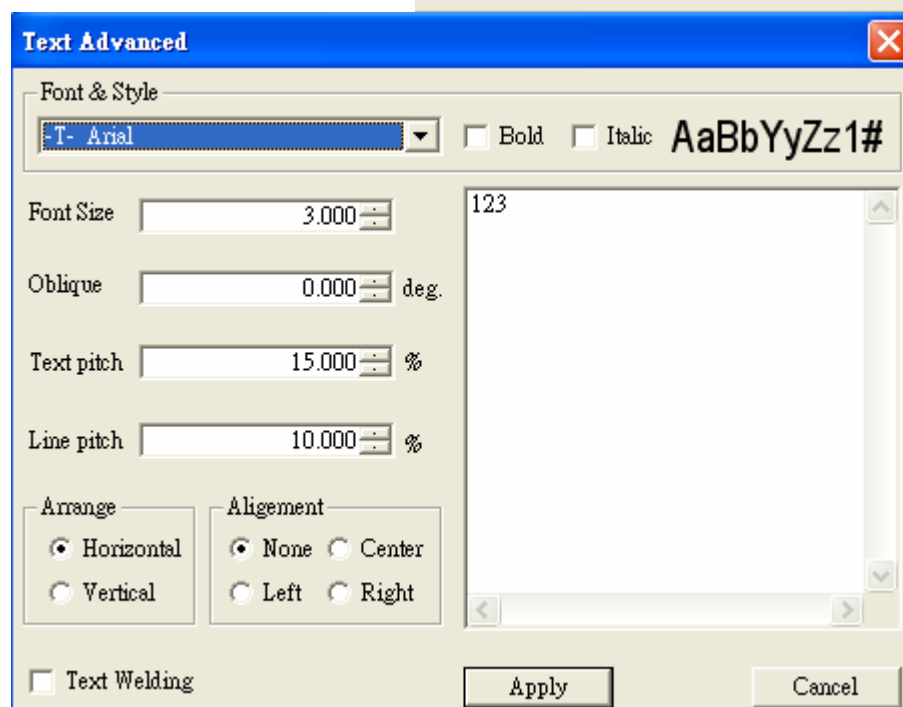 Text Advanced
Font & Style
-T- Arial
Bold
Italic
AaBbYyZz1#
Font Size
3.000
123
Oblique
0.000
deg.
Text pitch
15.000
%
Line pitch
10.000
%
Arrange
Aligement
Horizontal
None
Center
Vertical
Left
Right
Text Welding
Apply
Cancel